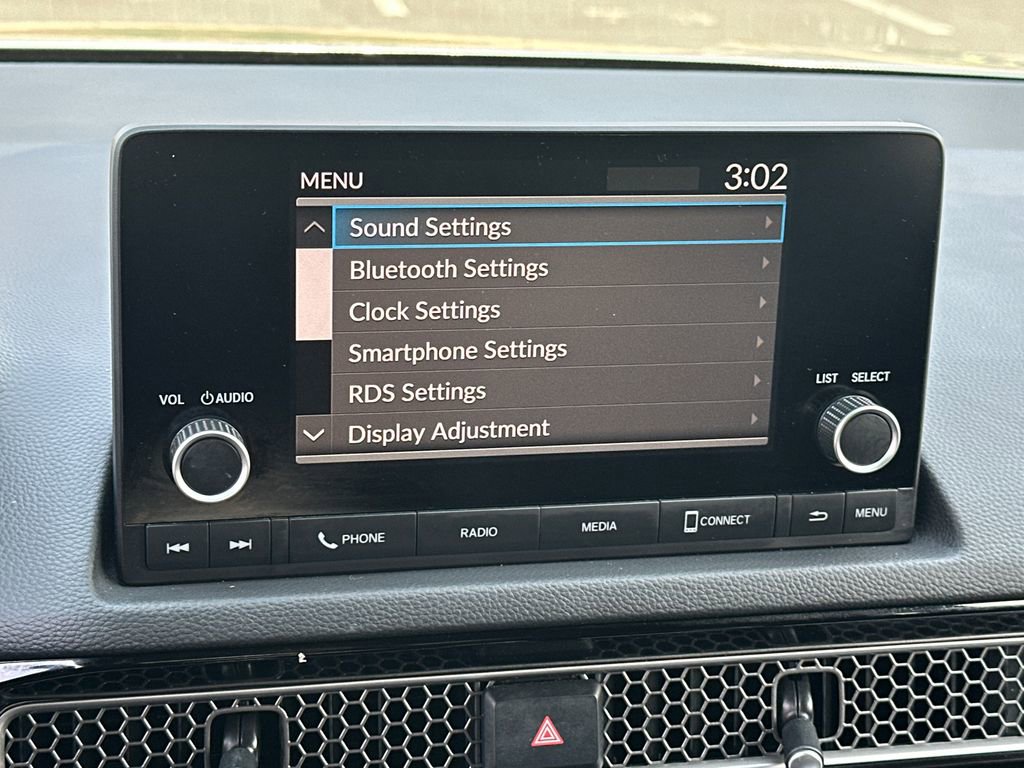 MENU 3:02
Sound Settings
Bluetooth Settings
Clock Settings
Smartphone Settings
RDS Settings
Display Adjustment
VOL AUDIO
LIST SELECT
PHONE RADIO MEDIA CONNECT MENU